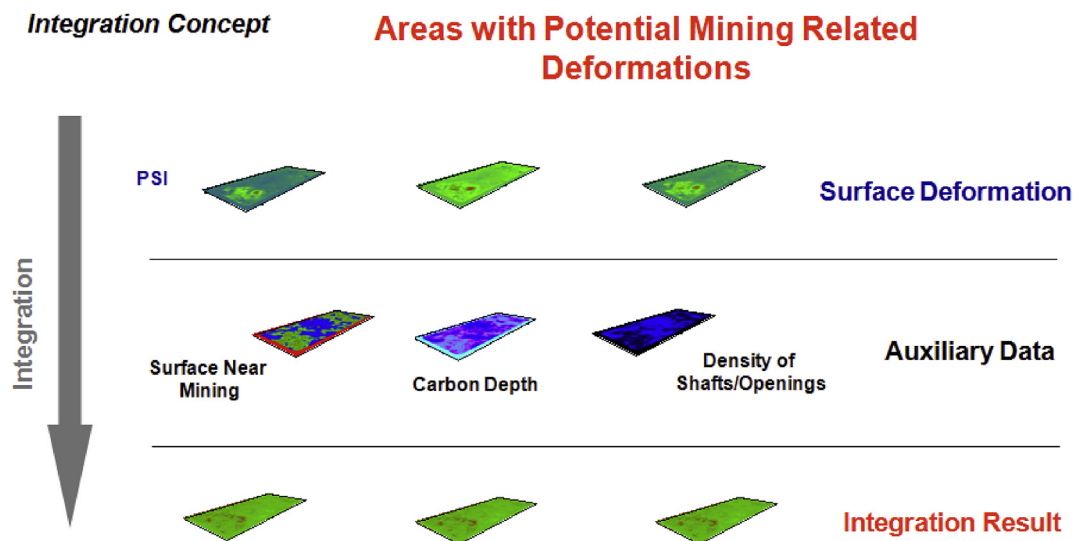 Integration Concept
Areas with Potential Mining Related
Deformations
PSI
Surface Deformation
Integration
Surface Near
Mining
Carbon Depth
Density of
Shafts/Openings
Auxiliary Data
Integration Result